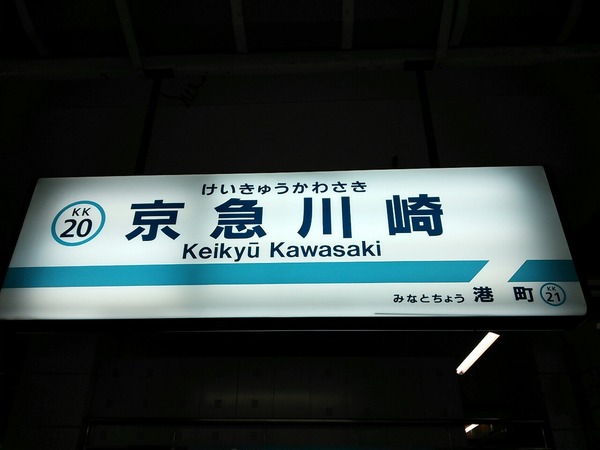 けいきゅうかわさき
KK
20
京急川崎
Keikyū Kawasaki
みなとちょう 港町 KK
21